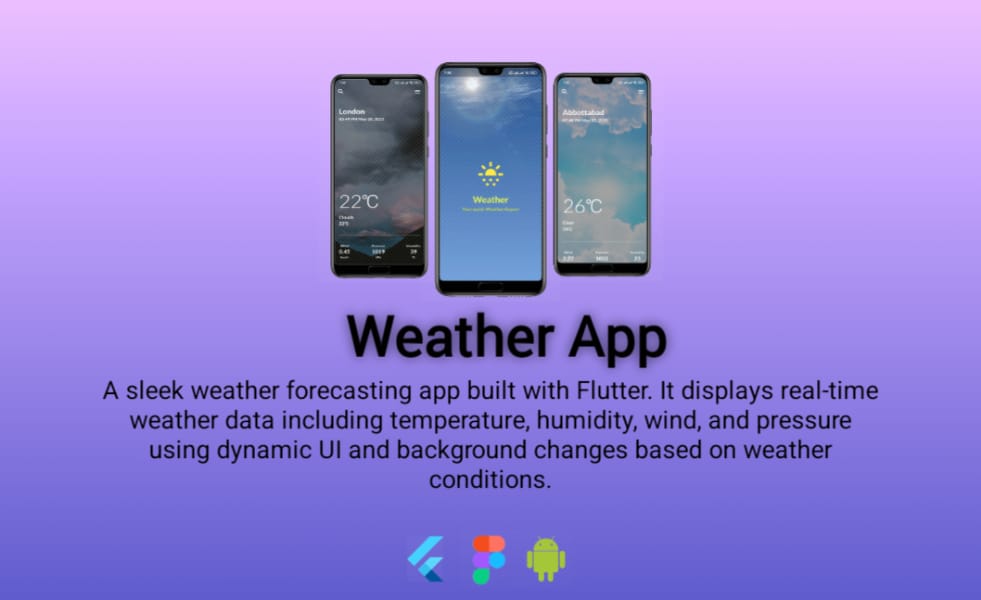 London
22°C
Clouds
Weather
Abbottabad
26°C
Clear
Weather App
A sleek weather forecasting app built with Flutter. It displays real-time
weather data including temperature, humidity, wind, and pressure
using dynamic UI and background changes based on weather
conditions.